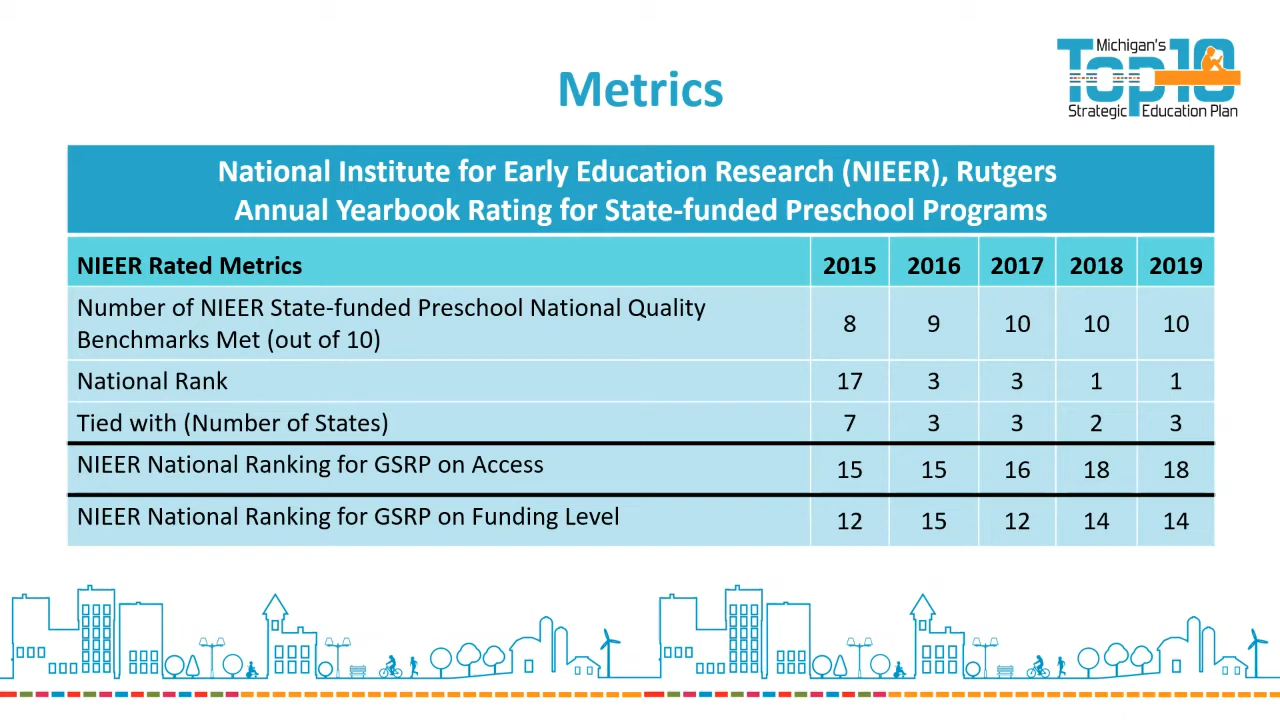 Michigan's
Top10
Strategic Education Plan
Metrics
National Institute for Early Education Research (NIEER), Rutgers
Annual Yearbook Rating for State-funded Preschool Programs
NIEER Rated Metrics 2015 2016 2017 2018 2019
Number of NIEER State-funded Preschool National Quality
Benchmarks Met (out of 10) 8 9 10 10 10
National Rank 17 3 3 1 1
Tied with (Number of States) 7 3 3 2 3
NIEER National Ranking for GSRP on Access 15 15 16 18 18
NIEER National Ranking for GSRP on Funding Level 12 15 12 14 14